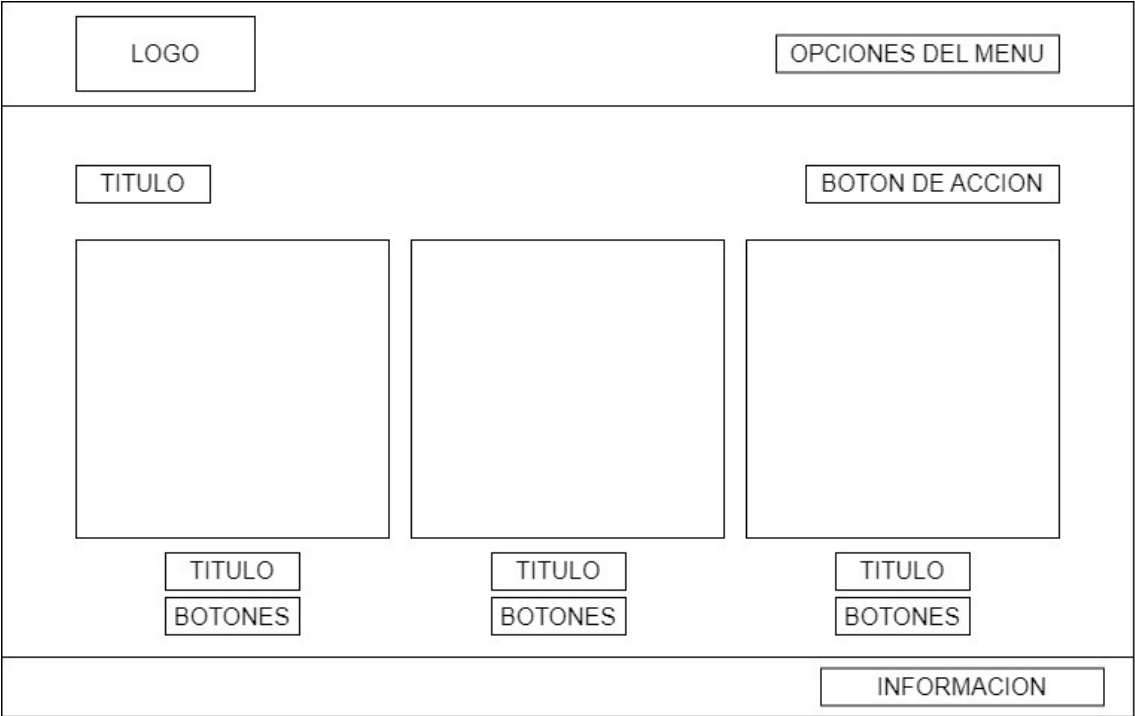 LOGO
OPCIONES DEL MENU
TITULO
BOTON DE ACCION
TITULO
TITULO
TITULO
BOTONES
BOTONES
BOTONES
INFORMACION